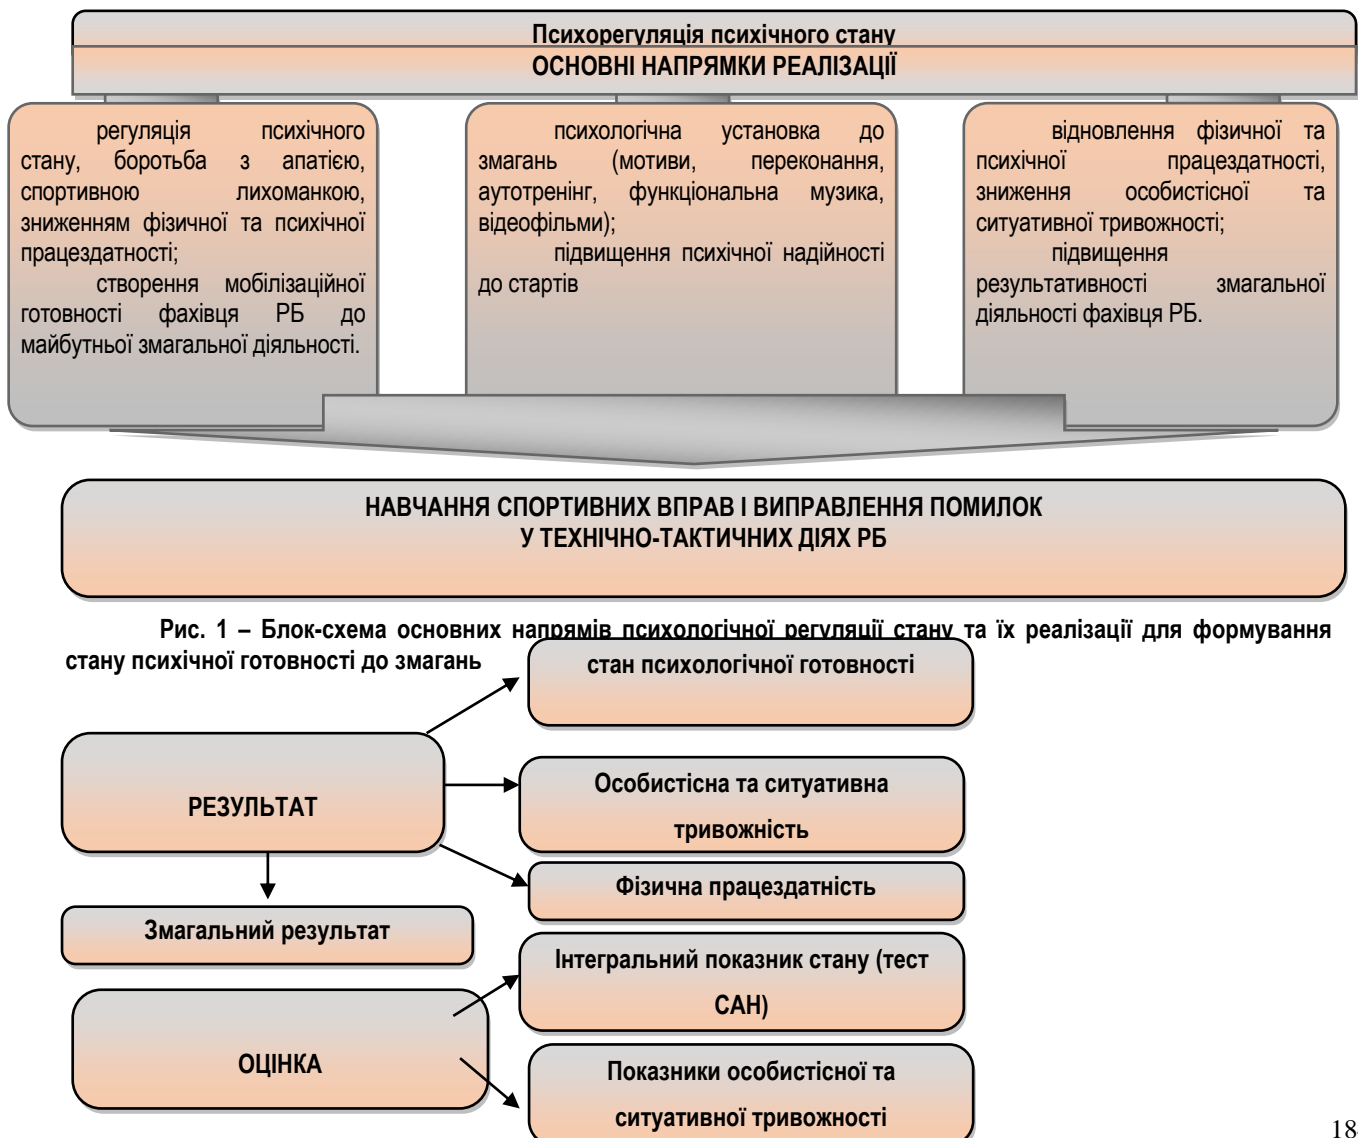 Психорегуляція психічного стану
ОСНОВНІ НАПРЯМКИ РЕАЛІЗАЦІЇ
регуляція психічного
стану, боротьба з апатією,
спортивною лихоманкою,
зниженням фізичної та психічної
працездатності;
створення мобілізаційної
готовності фахівця РБ до
майбутньої змагальної діяльності.
психологічна установка до
змагань (мотиви, переконання,
аутотренінг, функціональна музика,
відеофільми);
підвищення психічної надійності
до стартів
відновлення фізичної та
психічної працездатності,
зниження особистісної та
ситуативної тривожності;
підвищення
результативності змагальної
діяльності фахівця РБ.
НАВЧАННЯ СПОРТИВНИХ ВПРАВ І ВИПРАВЛЕННЯ ПОМИЛОК
У ТЕХНІЧНО-ТАКТИЧНИХ ДІЯХ РБ
Рис. 1 – Блок-схема основних напрямів психологічної регуляції стану та їх реалізації для формування
стану психічної готовності до змагань
стан психологічної готовності
РЕЗУЛЬТАТ
Особистісна та ситуативна
тривожність
Фізична працездатність
Змагальний результат
Інтегральний показник стану (тест
САН)
ОЦІНКА
Показники особистісної та
ситуативної тривожності
18